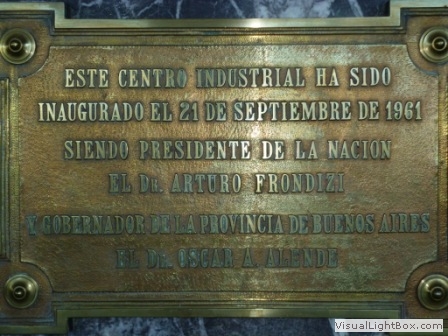 ESTE CENTRO INDUSTRIAL HA SIDO
INAUGURADO EL 21 DE SEPTIEMBRE DE 1961
SIENDO PRESIDENTE DE LA NACION
EL DR. ARTURO FRONDIZI
Y GOBERNADOR DE LA PROVINCIA DE BUENOS AIRES
EL DR. OSCAR A. ALENDE
VisualLightBox.com